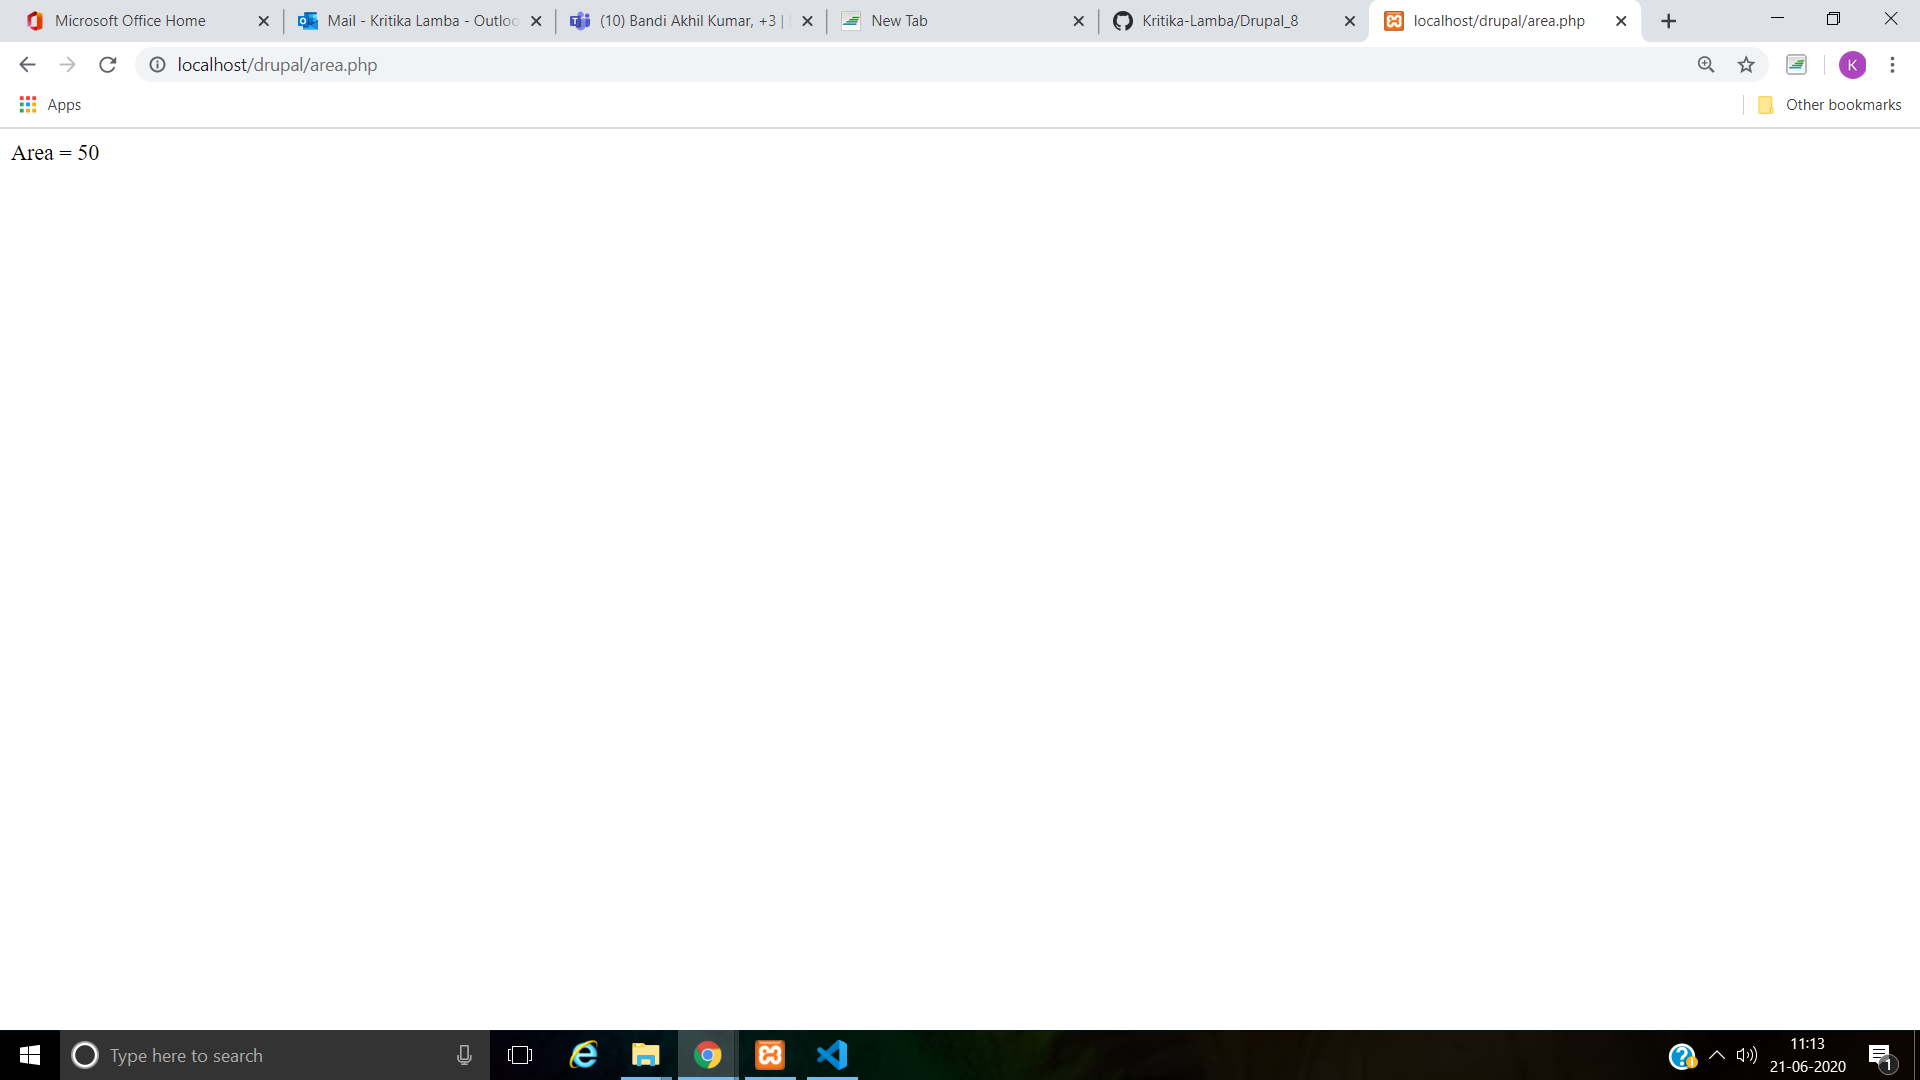 Microsoft Office Home
Mail - Kritika Lamba - Outloo
(10) Bandi Akhil Kumar, +3 |
New Tab
Kritika-Lamba/Drupal_8
localhost/drupal/area.php
localhost/drupal/area.php
K
Apps
Other bookmarks
Area = 50
Type here to search
11:13
21-06-2020
1